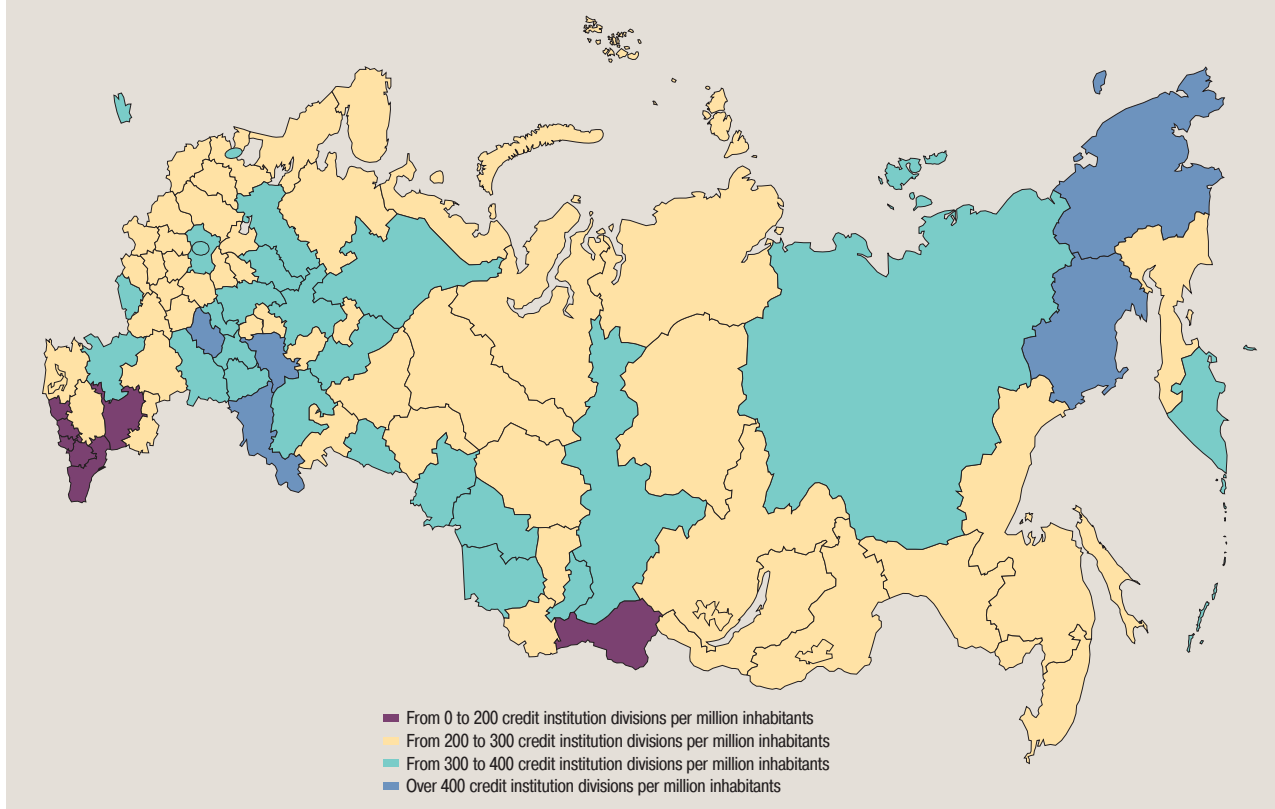 From 0 to 200 credit institution divisions per million inhabitants
From 200 to 300 credit institution divisions per million inhabitants
From 300 to 400 credit institution divisions per million inhabitants
Over 400 credit institution divisions per million inhabitants